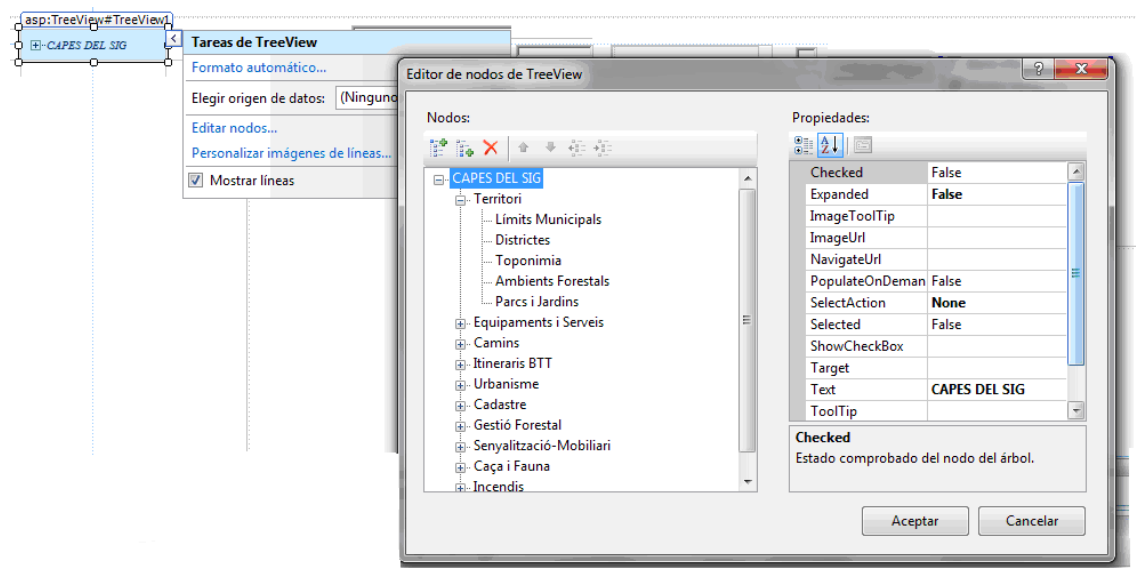 asp:TreeView#TreeView1
CAPES DEL SIG
Tareas de TreeView
Formato automático...
Elegir origen de datos: (Ninguno
Editar nodos...
Personalizar imágenes de líneas...
Mostrar líneas
Editor de nodos de TreeView
Nodos:
CAPES DEL SIG
Territori
Límits Municipals
Districtes
Toponimia
Ambients Forestals
Parcs i Jardins
Equipaments i Serveis
Camins
Itineraris BTT
Urbanisme
Cadastre
Gestió Forestal
Senyalització-Mobiliari
Caça i Fauna
Incendis
Propiedades:
Checked False
Expanded False
ImageToolTip
ImageUrl
NavigateUrl
PopulateOnDeman False
SelectAction None
Selected False
ShowCheckBox
Target
Text CAPES DEL SIG
ToolTip
Checked
Estado comprobado del nodo del árbol.
Aceptar Cancelar